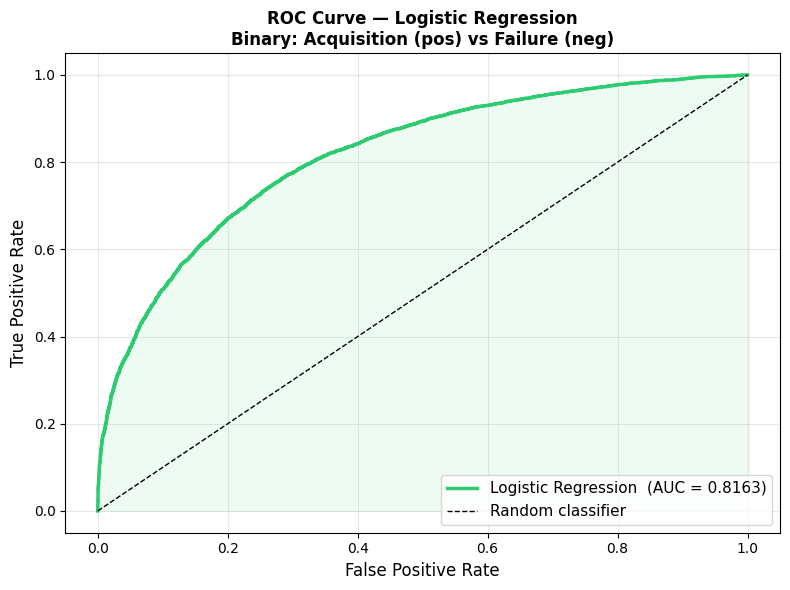 ROC Curve — Logistic Regression
Binary: Acquisition (pos) vs Failure (neg)
True Positive Rate
1.0
0.8
0.6
0.4
0.2
0.0
Logistic Regression (AUC = 0.8163)
Random classifier
0.0 0.2 0.4 0.6 0.8 1.0
False Positive Rate